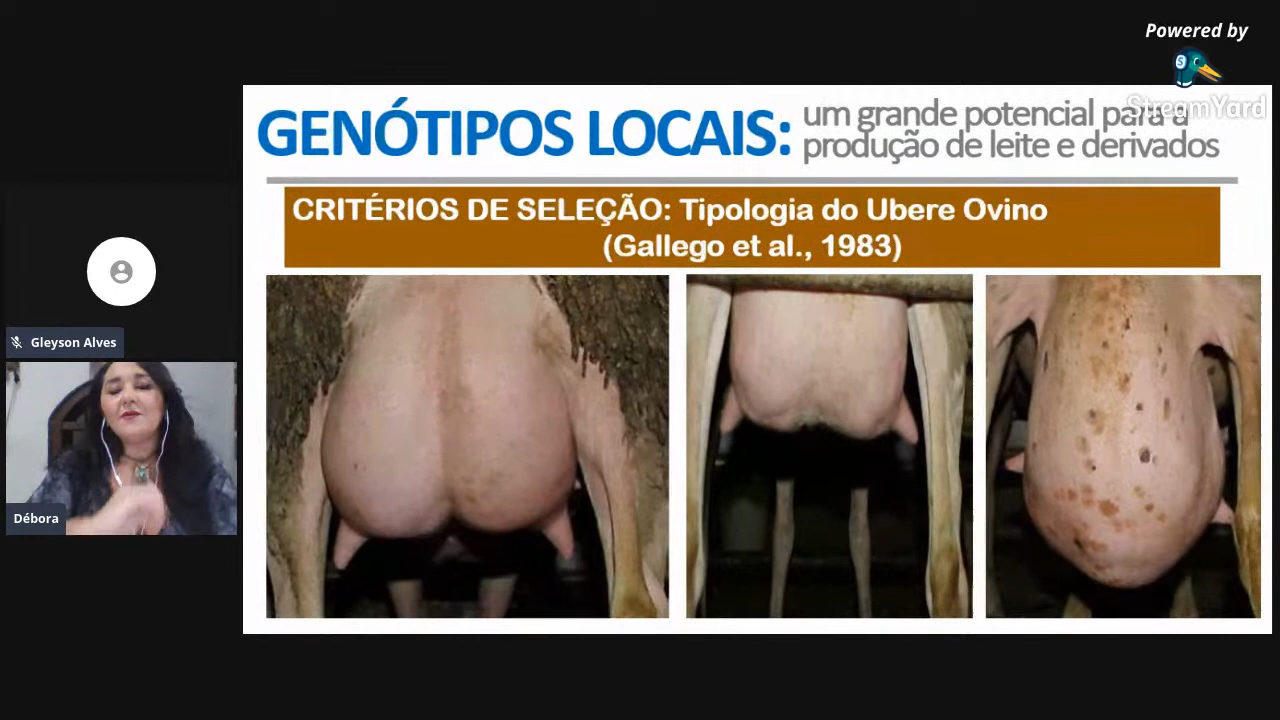 Powered by
StreamYard
GENÓTIPOS LOCAIS: um grande potencial para a
produção de leite e derivados
CRITÉRIOS DE SELEÇÃO: Tipologia do Ubere Ovino
(Gallego et al., 1983)
Gleyson Alves
Débora